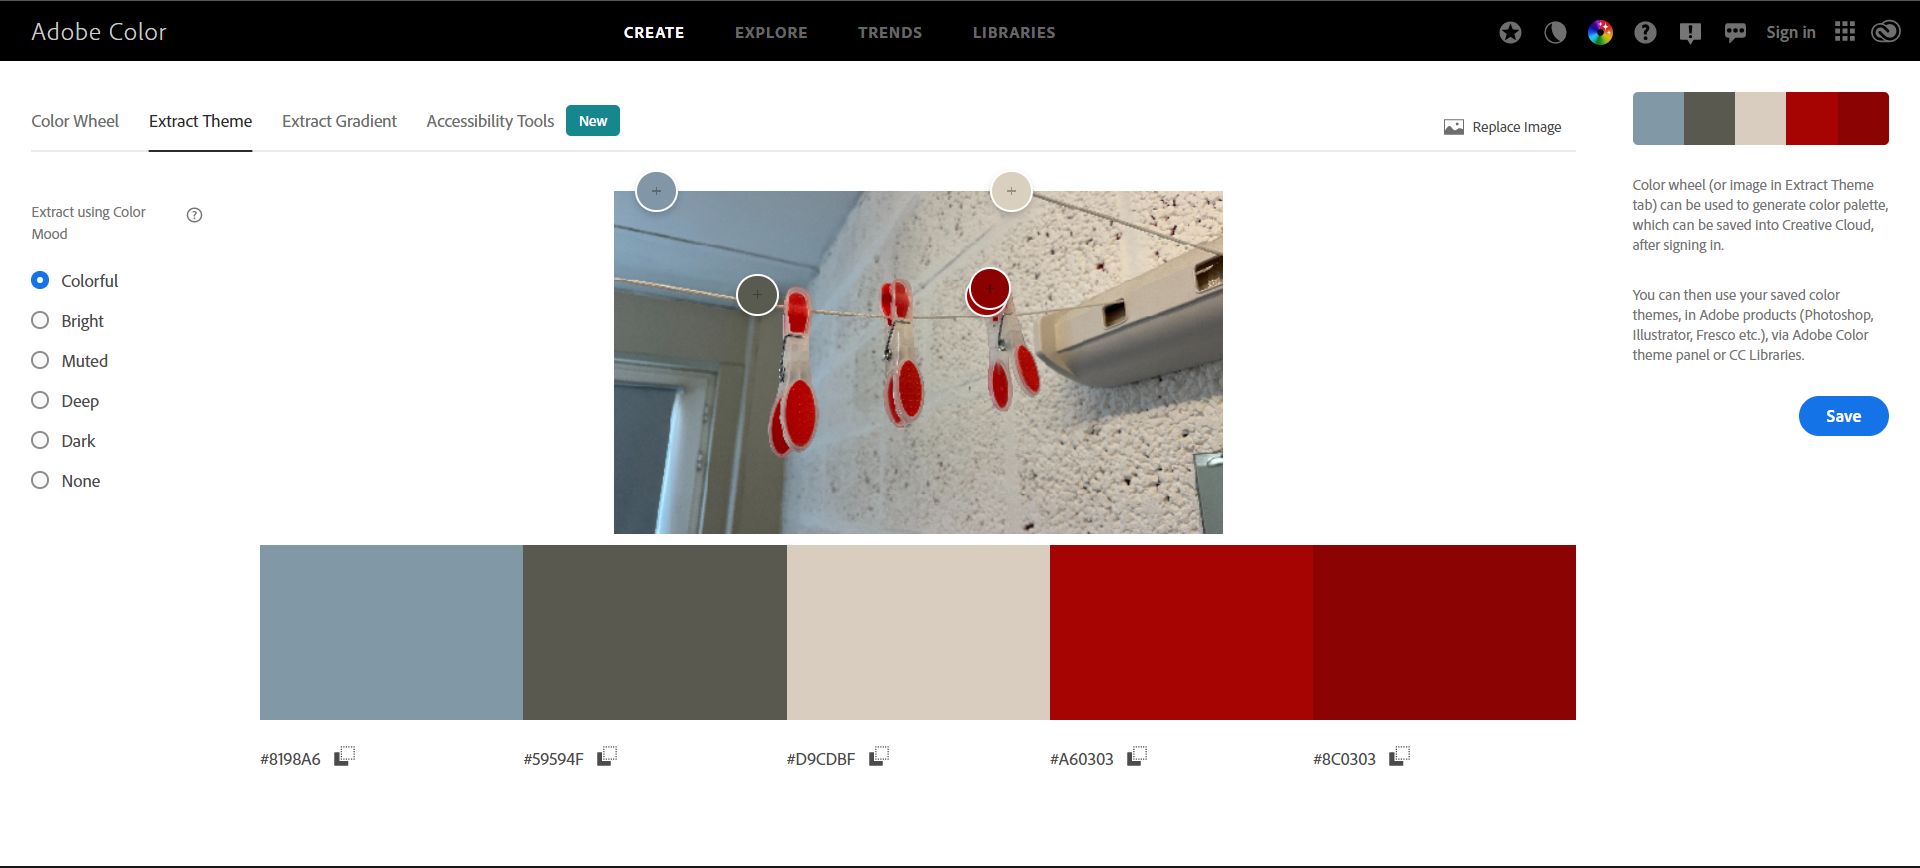 Adobe Color
CREATE
EXPLORE
TRENDS
LIBRARIES
Sign in
Color Wheel
Extract Theme
Extract Gradient
Accessibility Tools
New
Replace Image
Extract using Color
Mood
Colorful
Bright
Muted
Deep
Dark
None
Color wheel (or image in Extract Theme
tab) can be used to generate color palette,
which can be saved into Creative Cloud,
after signing in.
You can then use your saved color
themes, in Adobe products (Photoshop,
Illustrator, Fresco etc.), via Adobe Color
theme panel or CC Libraries.
Save
#8198A6
#59594F
#D9CDBF
#A60303
#8C0303